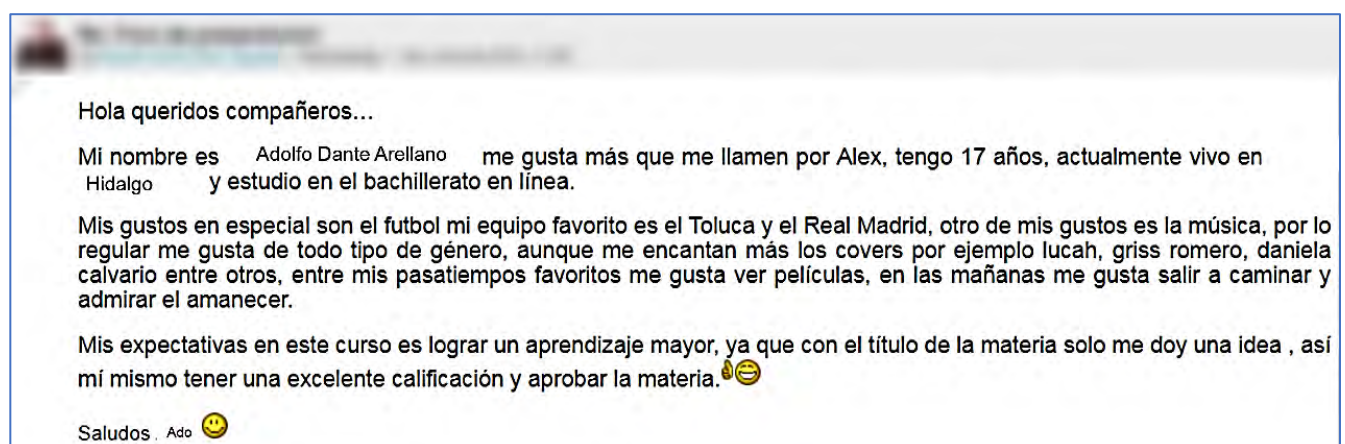 Hola queridos compañeros...
Mi nombre es Adolfo Dante Arellano me gusta más que me llamen por Alex, tengo 17 años, actualmente vivo en
Hidalgo y estudio en el bachillerato en línea.
Mis gustos en especial son el futbol mi equipo favorito es el Toluca y el Real Madrid, otro de mis gustos es la música, por lo
regular me gusta de todo tipo de género, aunque me encantan más los covers por ejemplo lucah, griss romero, daniela
calvario entre otros, entre mis pasatiempos favoritos me gusta ver películas, en las mañanas me gusta salir a caminar y
admirar el amanecer.
Mis expectativas en este curso es lograr un aprendizaje mayor, ya que con el título de la materia solo me doy una idea , así
mí mismo tener una excelente calificación y aprobar la materia.
Saludos . Ado